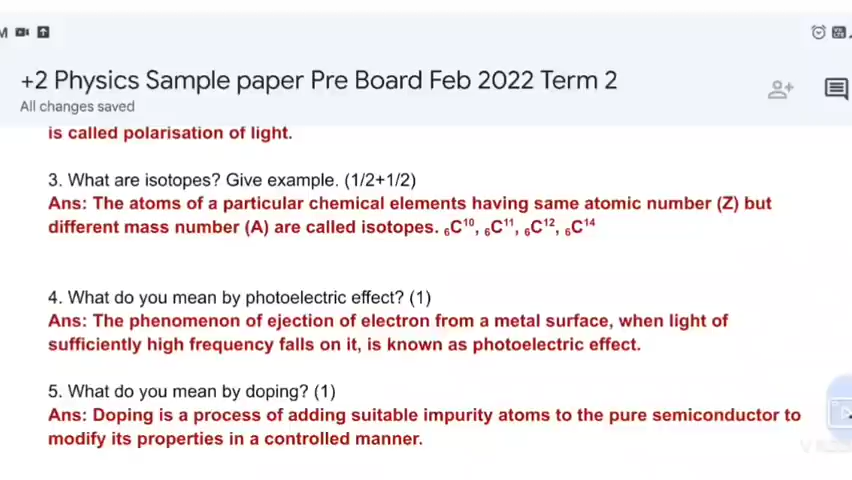 +2 Physics Sample paper Pre Board Feb 2022 Term 2
All changes saved
is called polarisation of light.
3. What are isotopes? Give example. (1/2+1/2)
Ans: The atoms of a particular chemical elements having same atomic number (Z) but
different mass number (A) are called isotopes. ₆C¹⁰, ₆C¹¹, ₆C¹², ₆C¹⁴
4. What do you mean by photoelectric effect? (1)
Ans: The phenomenon of ejection of electron from a metal surface, when light of
sufficiently high frequency falls on it, is known as photoelectric effect.
5. What do you mean by doping? (1)
Ans: Doping is a process of adding suitable impurity atoms to the pure semiconductor to
modify its properties in a controlled manner.